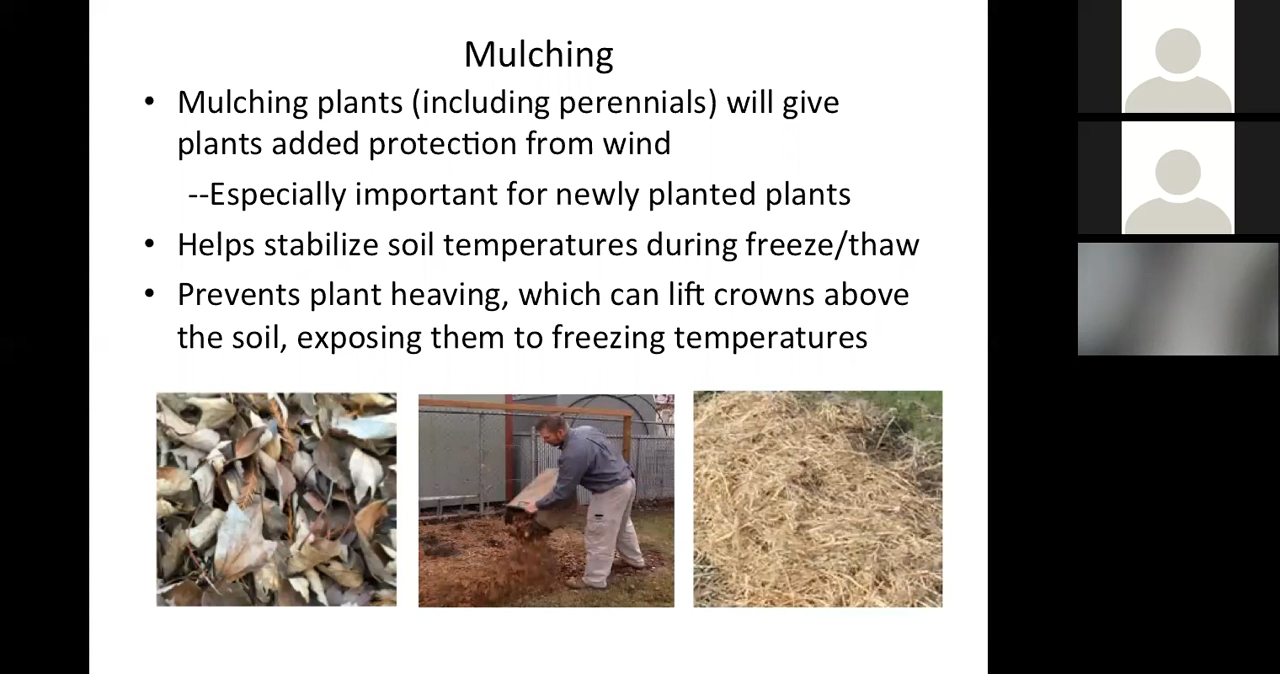 Mulching
• Mulching plants (including perennials) will give
plants added protection from wind
--Especially important for newly planted plants
• Helps stabilize soil temperatures during freeze/thaw
• Prevents plant heaving, which can lift crowns above
the soil, exposing them to freezing temperatures